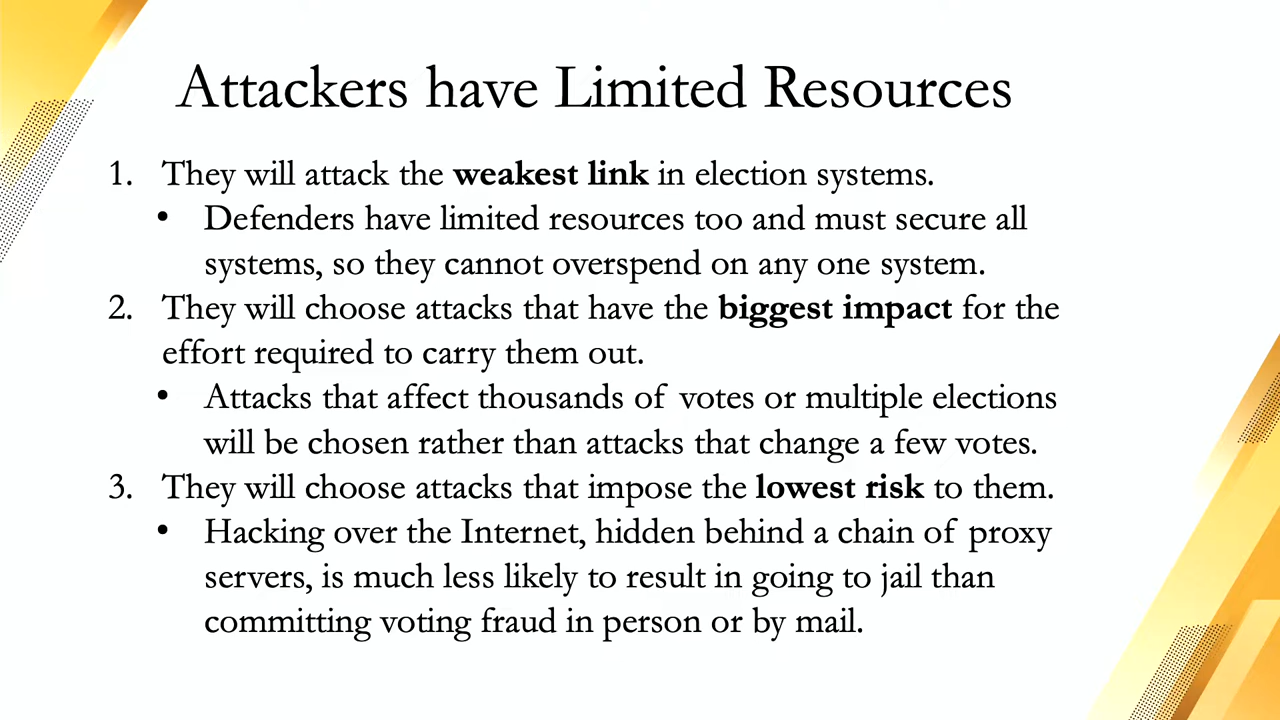 Attackers have Limited Resources
1. They will attack the weakest link in election systems.
• Defenders have limited resources too and must secure all
systems, so they cannot overspend on any one system.
2. They will choose attacks that have the biggest impact for the
effort required to carry them out.
• Attacks that affect thousands of votes or multiple elections
will be chosen rather than attacks that change a few votes.
3. They will choose attacks that impose the lowest risk to them.
• Hacking over the Internet, hidden behind a chain of proxy
servers, is much less likely to result in going to jail than
committing voting fraud in person or by mail.